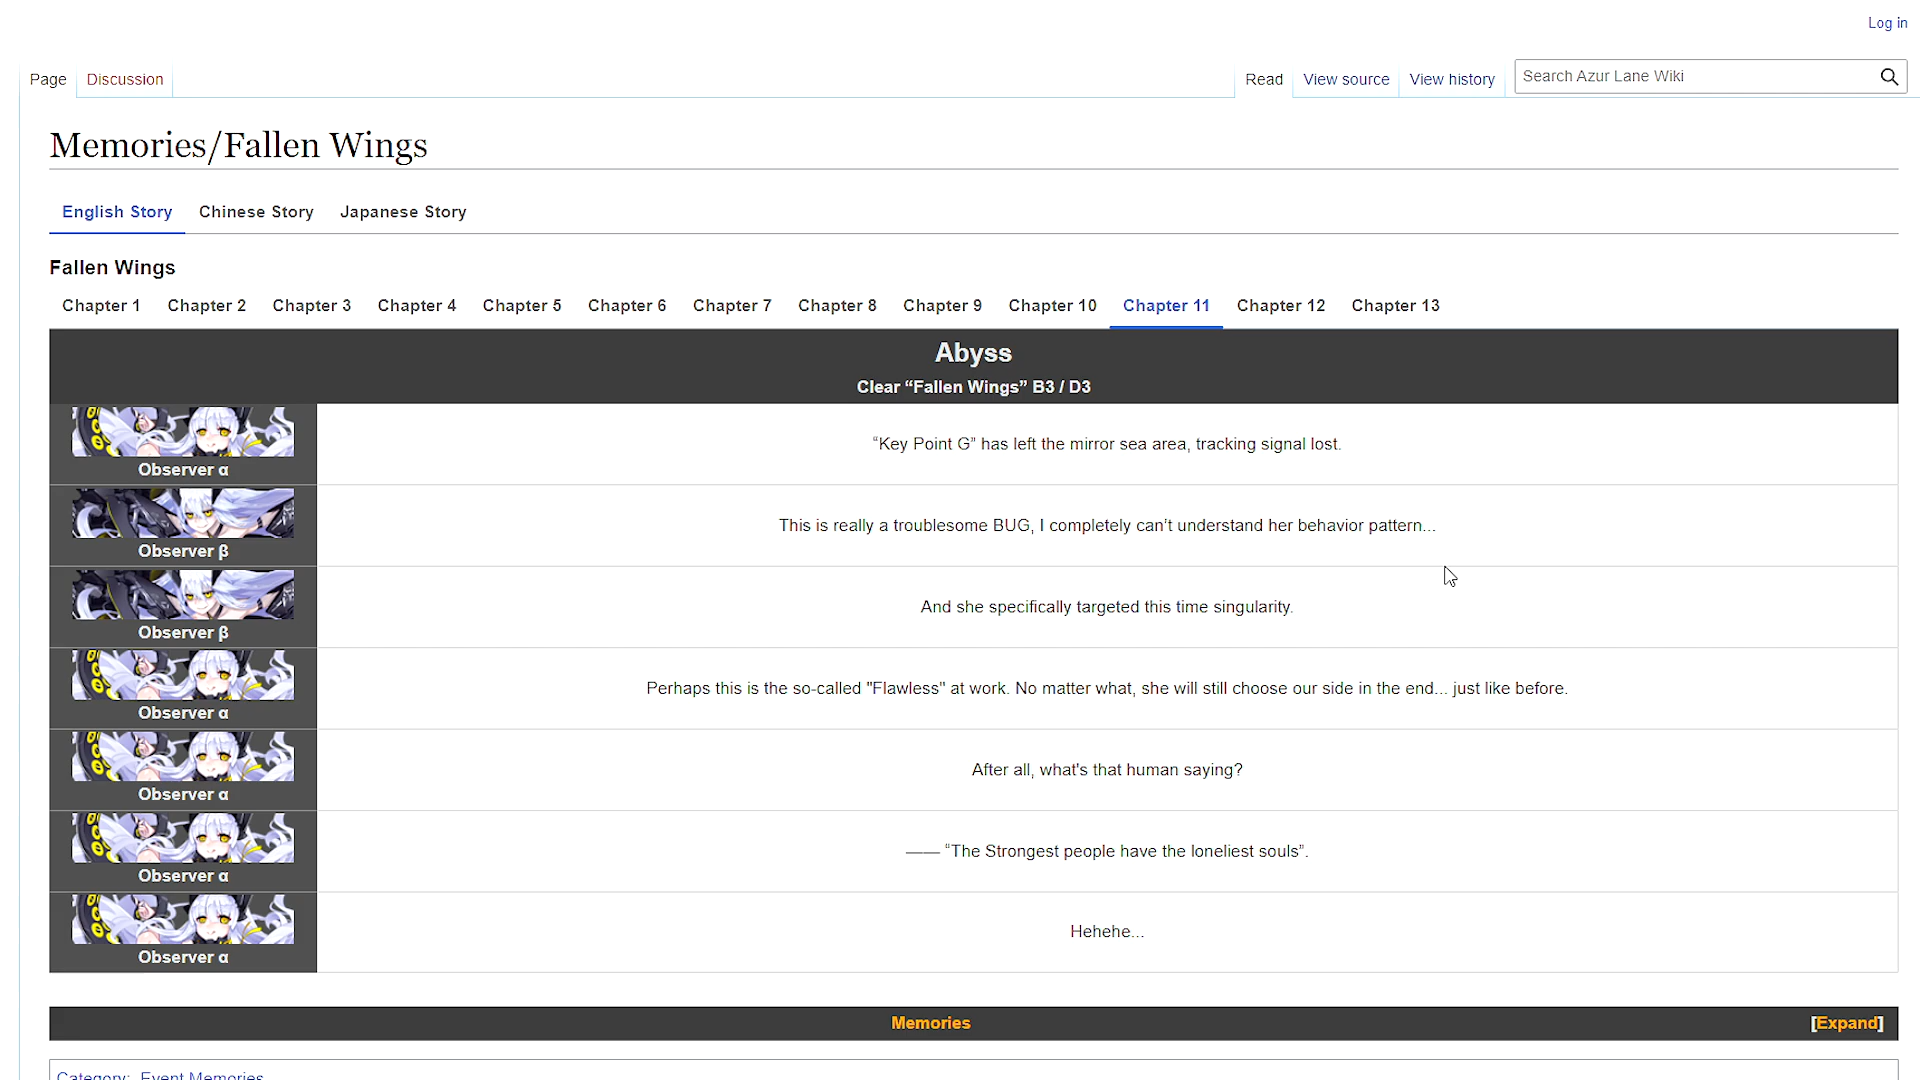 Log in
Page Discussion Read View source View history Search Azur Lane Wiki
Memories/Fallen Wings
English Story Chinese Story Japanese Story
Fallen Wings
Chapter 1 Chapter 2 Chapter 3 Chapter 4 Chapter 5 Chapter 6 Chapter 7 Chapter 8 Chapter 9 Chapter 10 Chapter 11 Chapter 12 Chapter 13
Abyss
Clear “Fallen Wings” B3 / D3
“Key Point G” has left the mirror sea area, tracking signal lost.
Observer α
This is really a troublesome BUG, I completely can’t understand her behavior pattern...
Observer β
And she specifically targeted this time singularity.
Observer β
Perhaps this is the so-called "Flawless" at work. No matter what, she will still choose our side in the end... just like before.
Observer α
After all, what's that human saying?
Observer α
—— “The Strongest people have the loneliest souls”.
Observer α
Hehehe...
Observer α
Memories [Expand]
Category: Event Memories